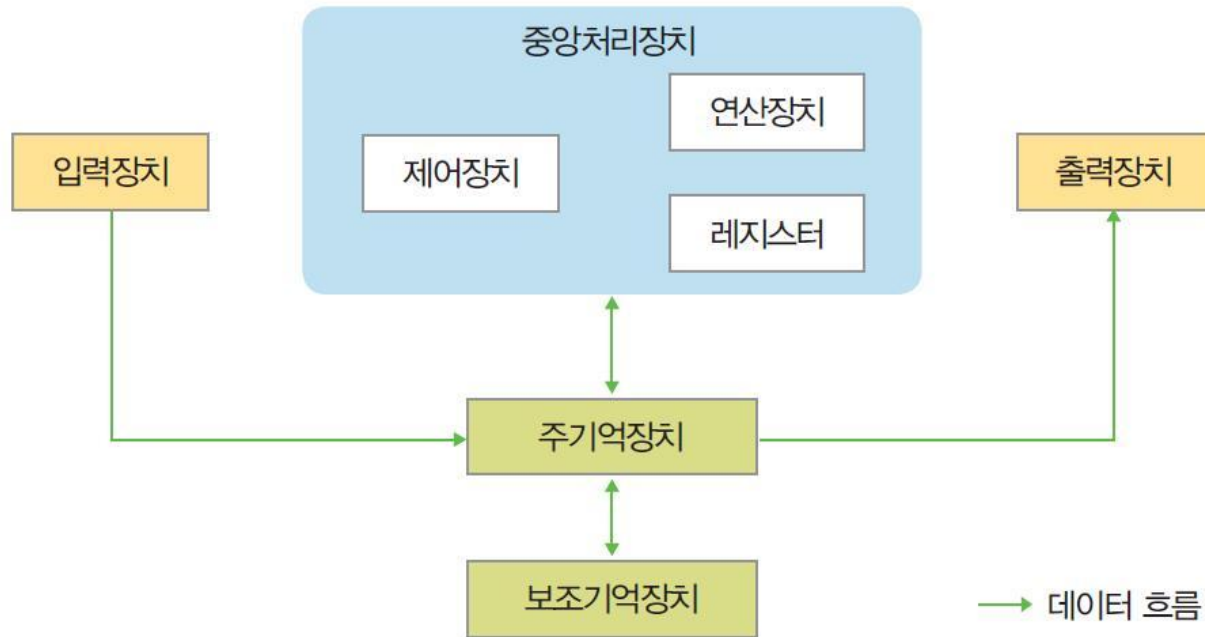 중앙처리장치
연산장치
입력장치
제어장치
출력장치
레지스터
주기억장치
보조기억장치
데이터 흐름